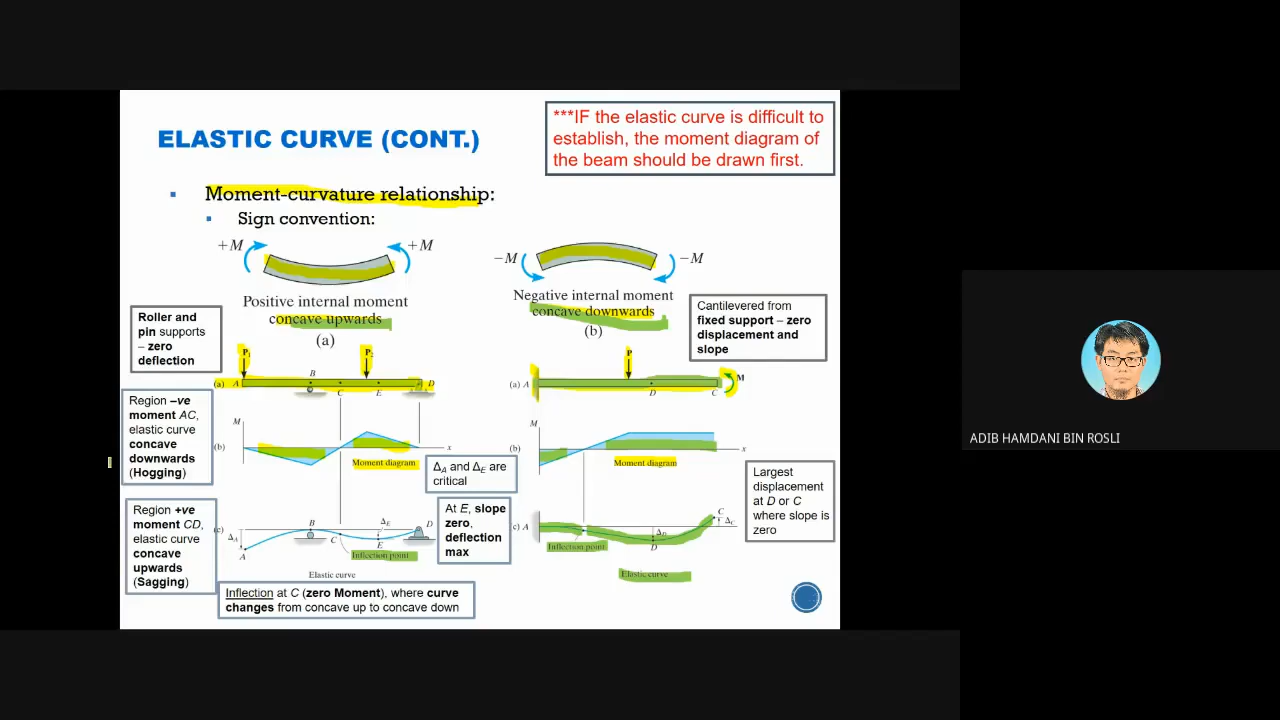 ELASTIC CURVE (CONT.)
***IF the elastic curve is difficult to
establish, the moment diagram of
the beam should be drawn first.
▪ Moment-curvature relationship:
▪ Sign convention:
+M
+M
Positive internal moment
concave upwards
(a)
−M
−M
Negative internal moment
concave downwards
(b)
Roller and
pin supports
– zero
deflection
Cantilevered from
fixed support – zero
displacement and
slope
P1
P2
(a) A
B
C
E
D
P
(a) A
D
C
M
Region –ve
moment AC,
elastic curve
concave
downwards
(Hogging)
M
(b)
x
Moment diagram
M
(b)
x
Moment diagram
ΔA and ΔE are
critical
Largest
displacement
at D or C
where slope is
zero
Region +ve
moment CD,
elastic curve
concave
upwards
(Sagging)
(c)
ΔA
A
B
C
ΔE
E
D
Inflection point
Elastic curve
At E, slope
zero,
deflection
max
c) A
Inflection point
ΔD
D
C
ΔC
Elastic curve
Inflection at C (zero Moment), where curve
changes from concave up to concave down
ADIB HAMDANI BIN ROSLI